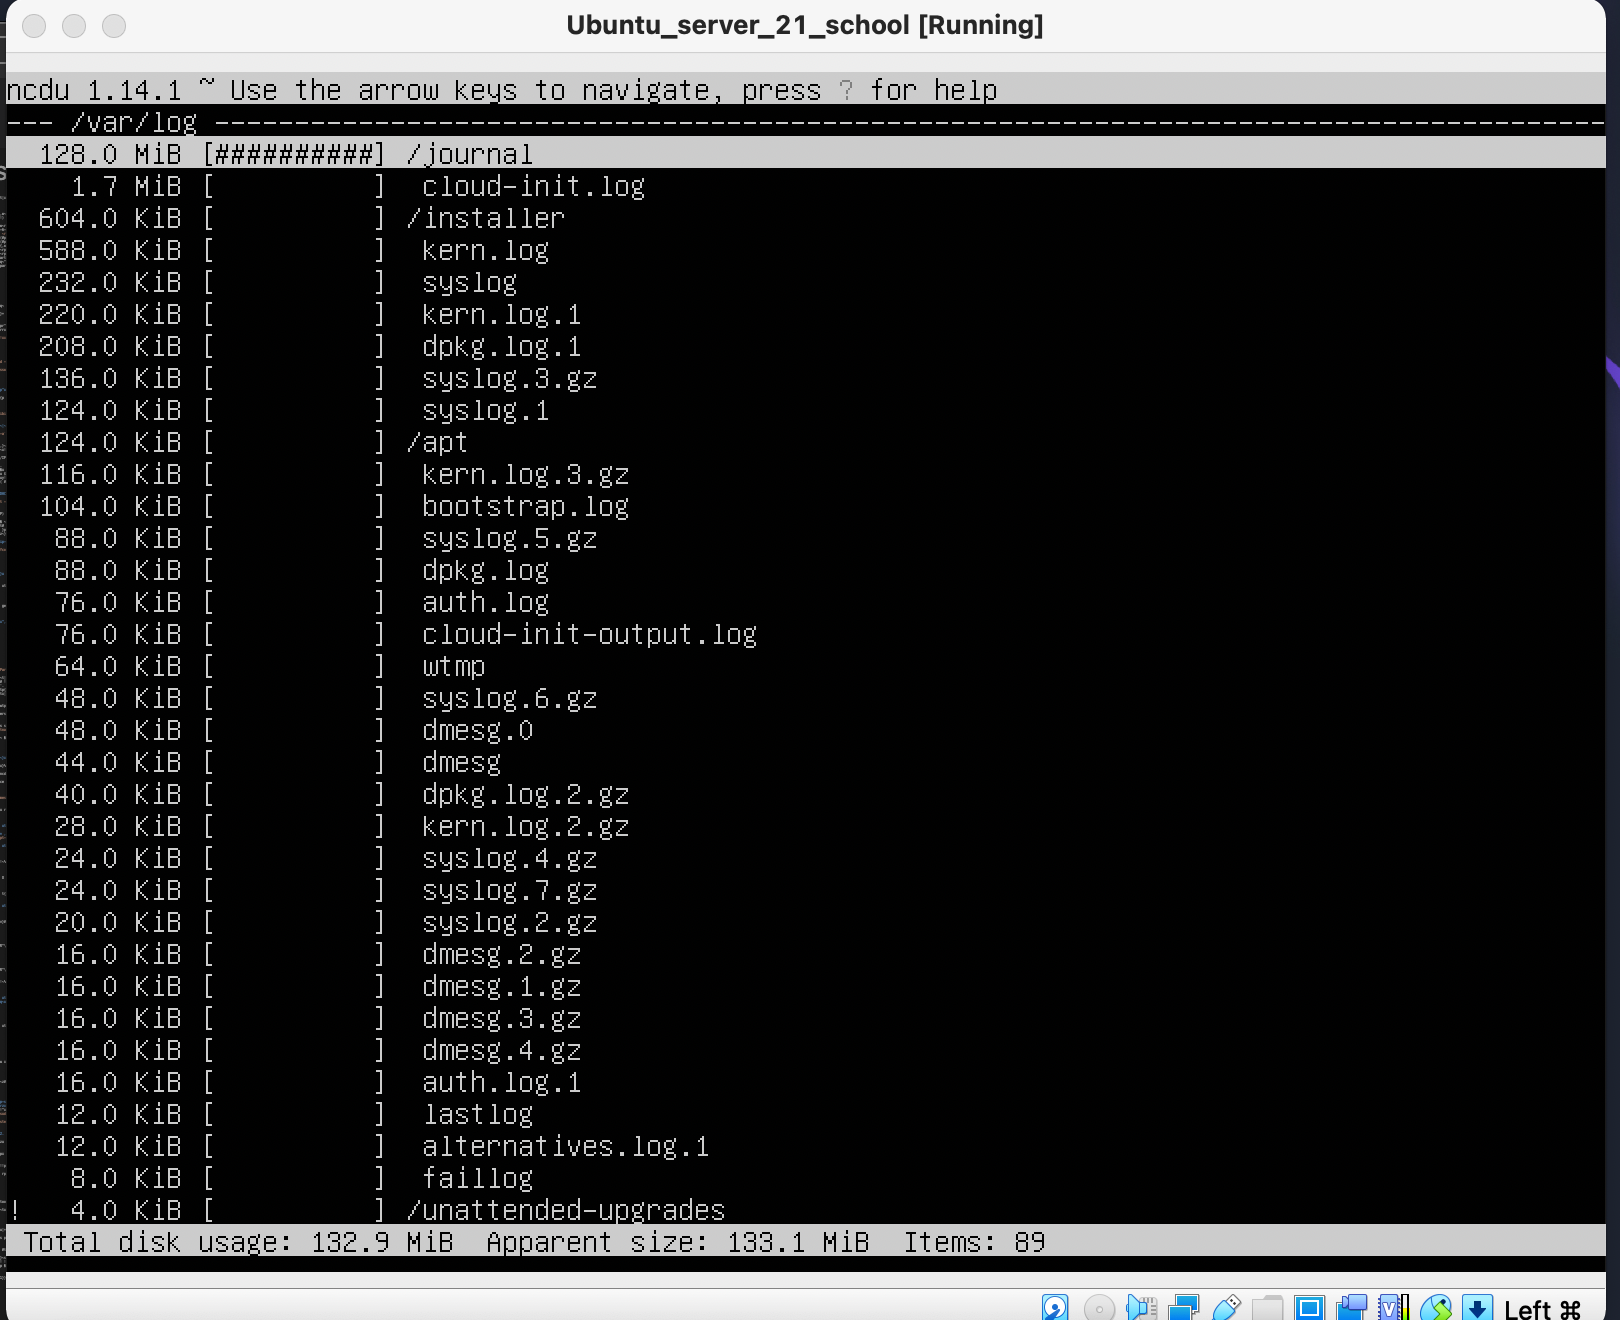 Ubuntu_server_21_school [Running]
ncdu 1.14.1 ~ Use the arrow keys to navigate, press ? for help
--- /var/log ---------------------------------------------------------------------------------------
  128.0 MiB [##########] /journal
    1.7 MiB [          ]  cloud-init.log
  604.0 KiB [          ] /installer
  588.0 KiB [          ]  kern.log
  232.0 KiB [          ]  syslog
  220.0 KiB [          ]  kern.log.1
  208.0 KiB [          ]  dpkg.log.1
  136.0 KiB [          ]  syslog.3.gz
  124.0 KiB [          ]  syslog.1
  124.0 KiB [          ] /apt
  116.0 KiB [          ]  kern.log.3.gz
  104.0 KiB [          ]  bootstrap.log
   88.0 KiB [          ]  syslog.5.gz
   88.0 KiB [          ]  dpkg.log
   76.0 KiB [          ]  auth.log
   76.0 KiB [          ]  cloud-init-output.log
   64.0 KiB [          ]  wtmp
   48.0 KiB [          ]  syslog.6.gz
   48.0 KiB [          ]  dmesg.0
   44.0 KiB [          ]  dmesg
   40.0 KiB [          ]  dpkg.log.2.gz
   28.0 KiB [          ]  kern.log.2.gz
   24.0 KiB [          ]  syslog.4.gz
   24.0 KiB [          ]  syslog.7.gz
   20.0 KiB [          ]  syslog.2.gz
   16.0 KiB [          ]  dmesg.2.gz
   16.0 KiB [          ]  dmesg.1.gz
   16.0 KiB [          ]  dmesg.3.gz
   16.0 KiB [          ]  dmesg.4.gz
   16.0 KiB [          ]  auth.log.1
   12.0 KiB [          ]  lastlog
   12.0 KiB [          ]  alternatives.log.1
    8.0 KiB [          ]  faillog
!   4.0 KiB [          ] /unattended-upgrades
 Total disk usage: 132.9 MiB  Apparent size: 133.1 MiB  Items: 89
Left ⌘